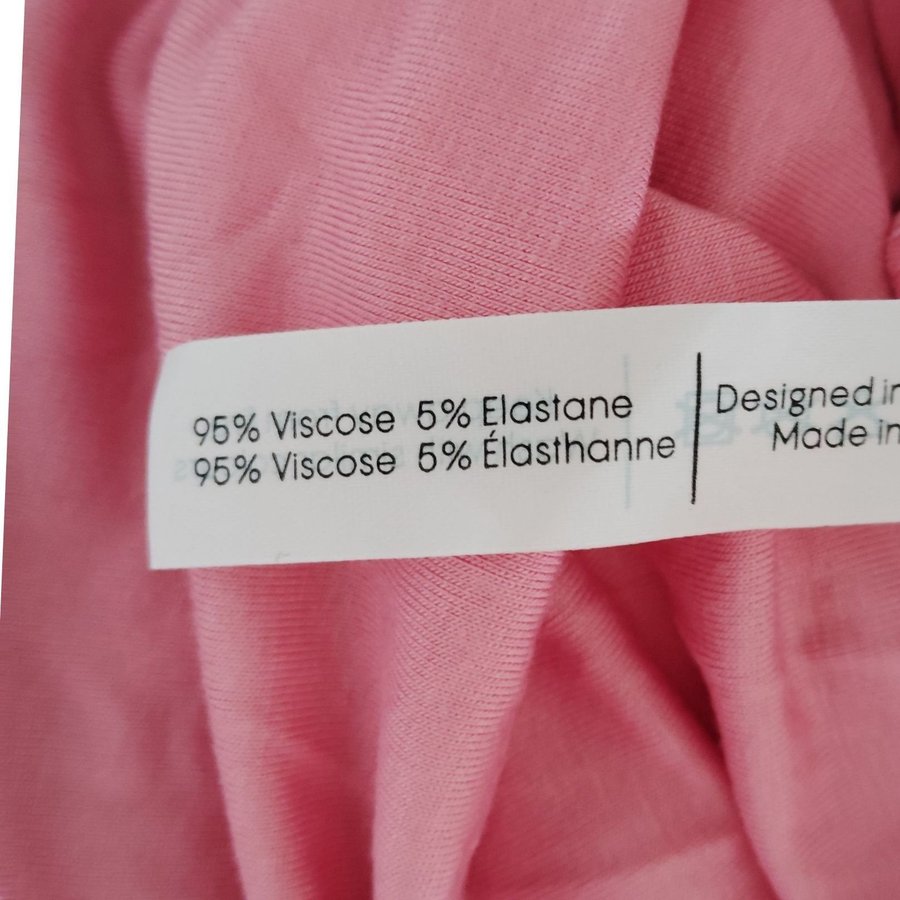 95% Viscose 5% Elastane
95% Viscose 5% Élasthanne
Designed in
Made in